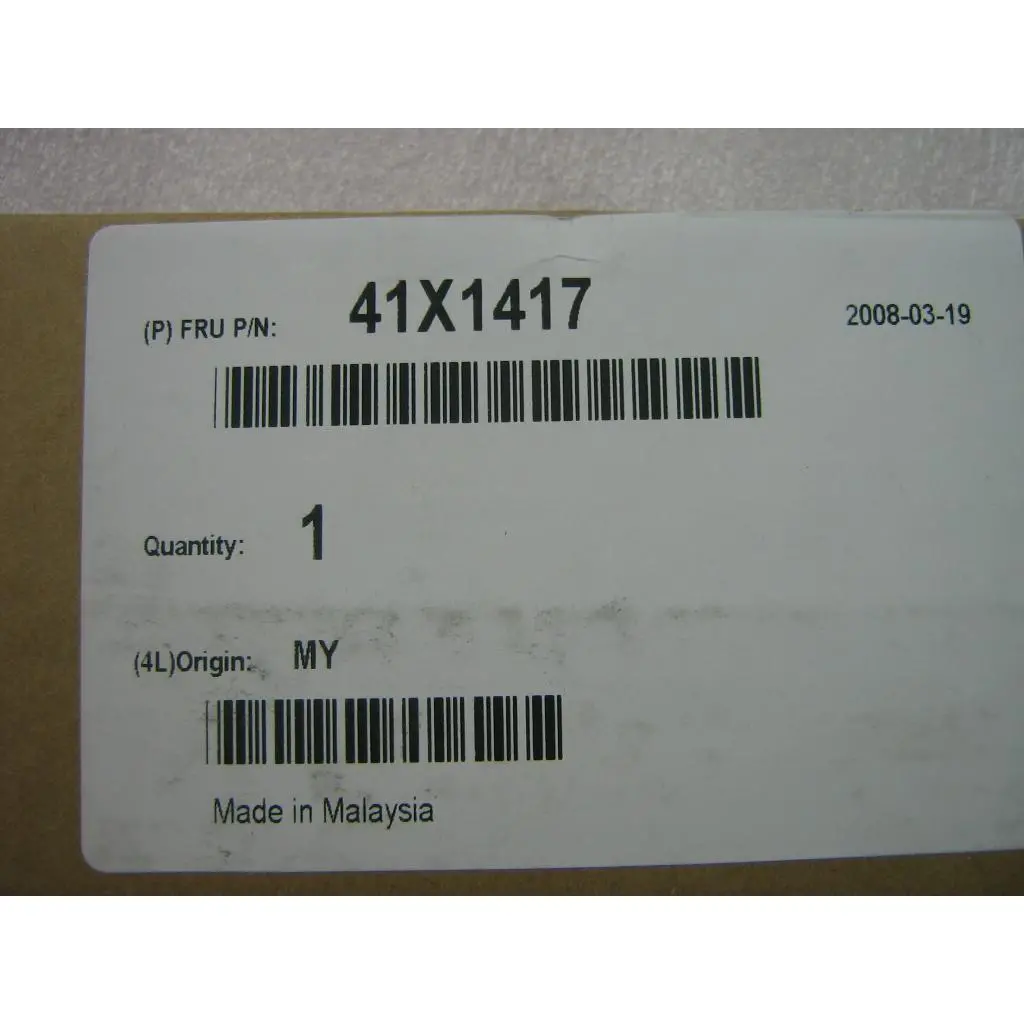 (P) FRU P/N: 41X1417 2008-03-19
Quantity: 1
(4L)Origin: MY
Made in Malaysia